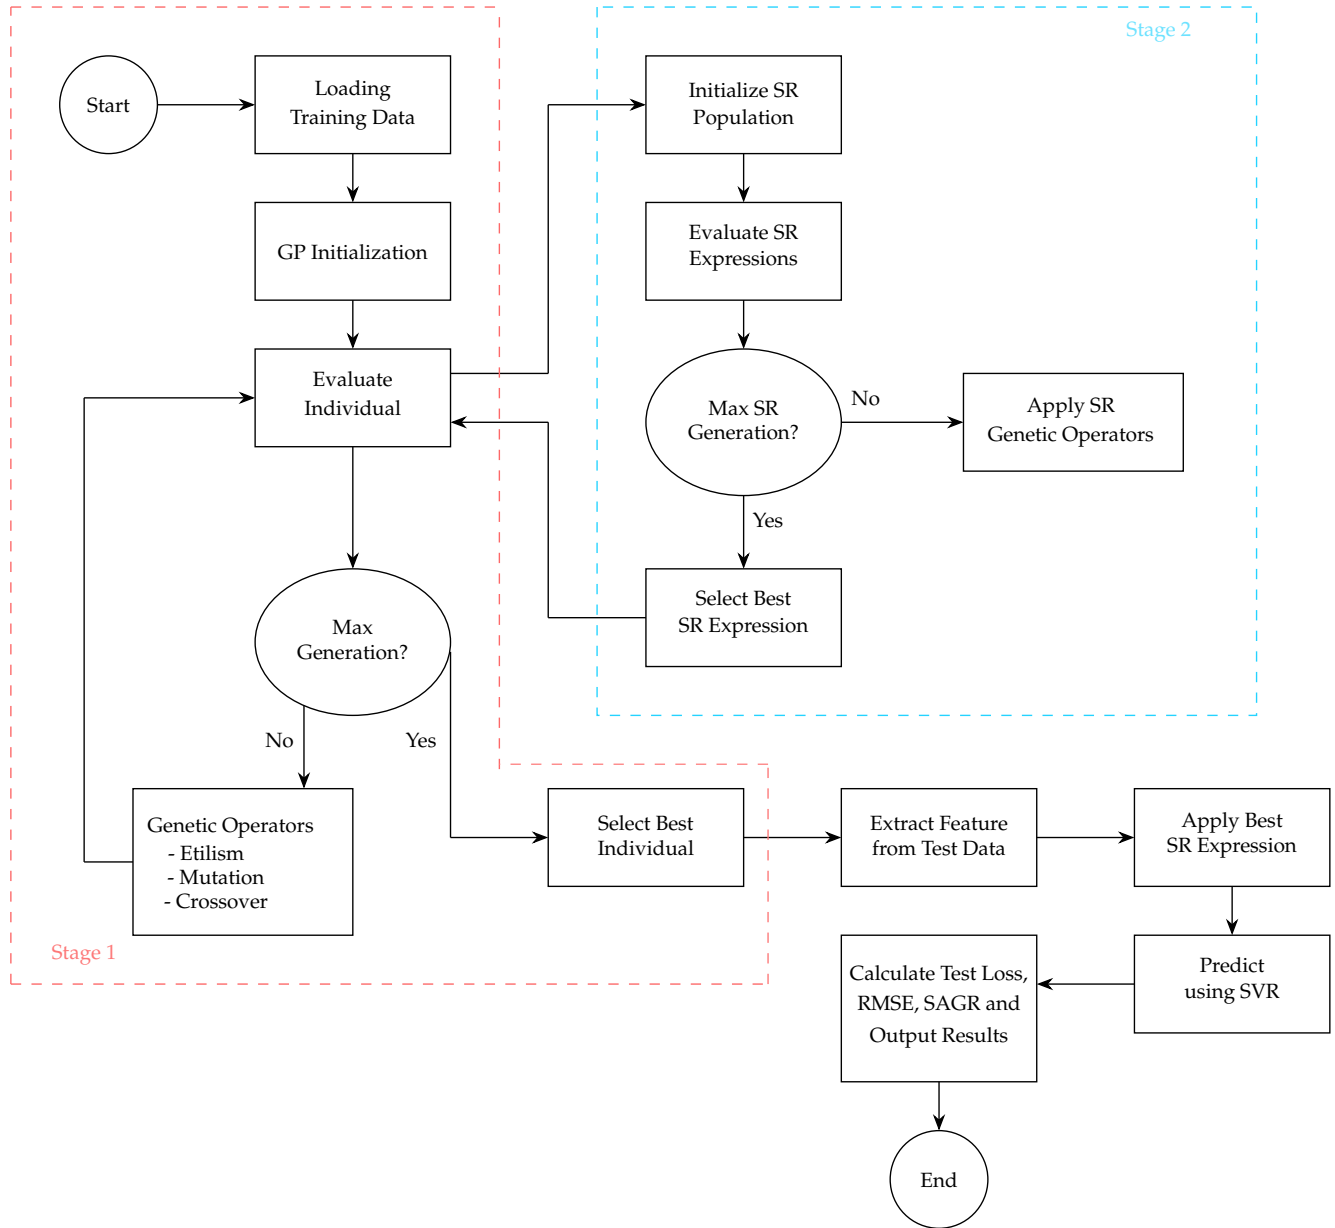 Stage 2
Start
Loading
Training Data
Initialize SR
Population
GP Initialization
Evaluate SR
Expressions
Evaluate
Individual
Max SR
Generation?
No
Apply SR
Genetic Operators
Yes
Select Best
SR Expression
Max
Generation?
No
Yes
Genetic Operators
- Etilism
- Mutation
- Crossover
Select Best
Individual
Extract Feature
from Test Data
Apply Best
SR Expression
Stage 1
Calculate Test Loss,
RMSE, SAGR and
Output Results
Predict
using SVR
End